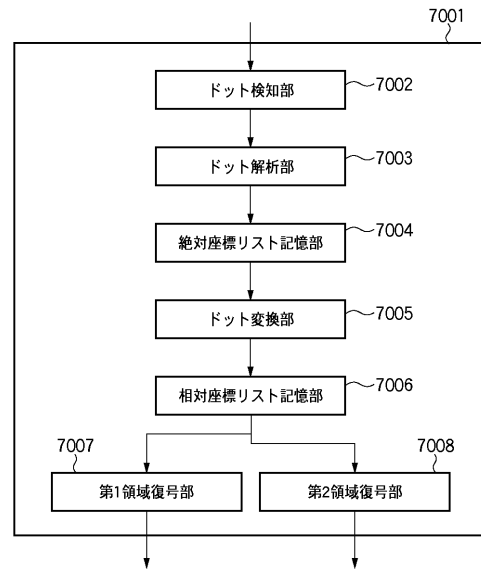 7001
ドット検知部
7002
ドット解析部
7003
絶対座標リスト記憶部
7004
ドット変換部
7005
相対座標リスト記憶部
7006
7007
7008
第1領域復号部
第2領域復号部